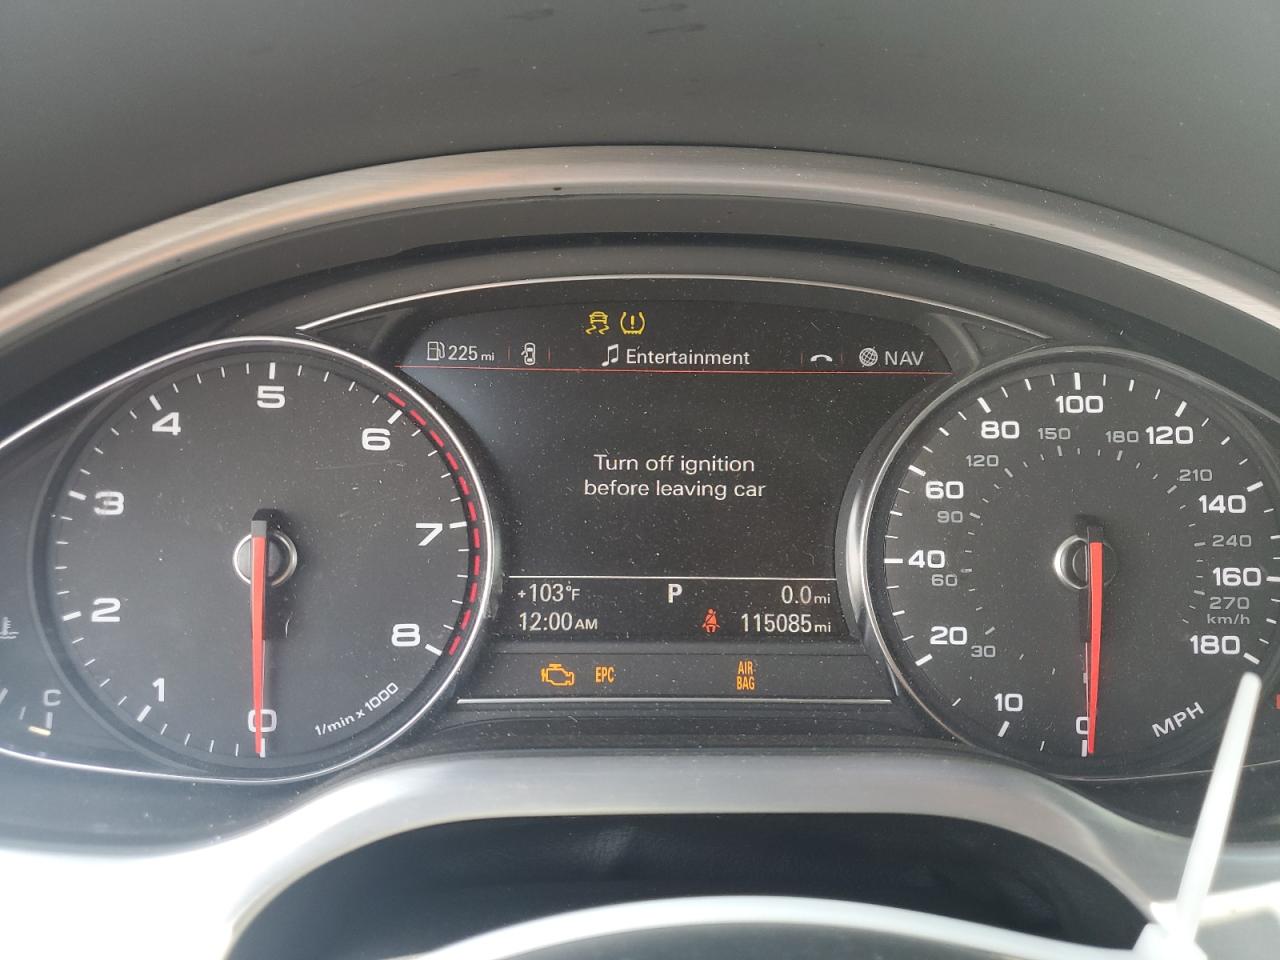 225 mi
Entertainment
NAV
Turn off ignition
before leaving car
+103°F
P
0.0 mi
12:00 AM
115085 mi
EPC
AIR
BAG
0
1
2
3
4
5
6
7
8
1/min x 1000
C
0
10
20
40
60
80
100
120
140
160
180
MPH
30
60
90
120
150
180
210
240
270
km/h